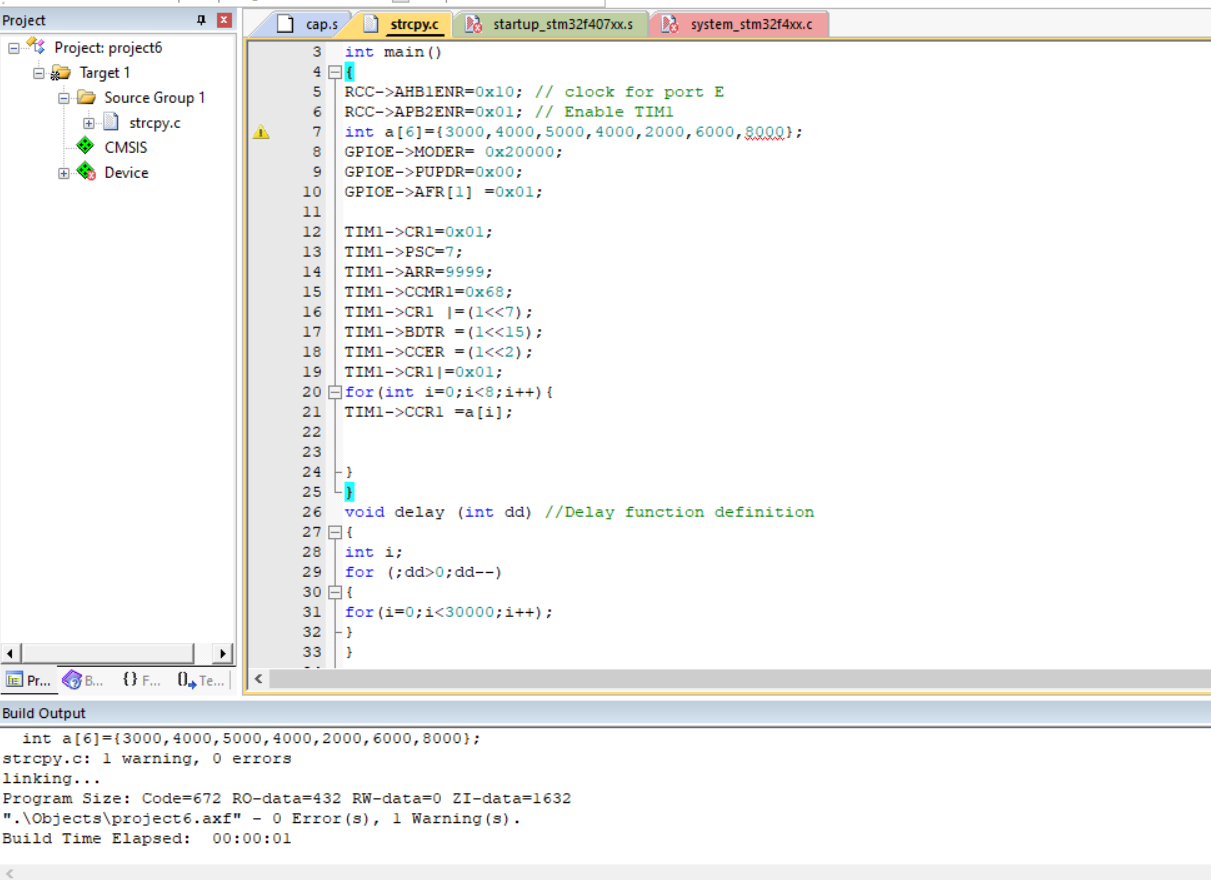 Project
Project: project6
Target 1
Source Group 1
strcpy.c
CMSIS
Device
Pr... B... {} F... Te...
cap.s strcpy.c startup_stm32f407xx.s system_stm32f4xx.c
3 int main()
4 {
5 RCC->AHB1ENR=0x10; // clock for port E
6 RCC->APB2ENR=0x01; // Enable TIM1
7 int a[6]={3000,4000,5000,4000,2000,6000,8000};
8 GPIOE->MODER= 0x20000;
9 GPIOE->PUPDR=0x00;
10 GPIOE->AFR[1] =0x01;
11
12 TIM1->CR1=0x01;
13 TIM1->PSC=7;
14 TIM1->ARR=9999;
15 TIM1->CCMR1=0x68;
16 TIM1->CR1 |=(1<<7);
17 TIM1->BDTR =(1<<15);
18 TIM1->CCER =(1<<2);
19 TIM1->CR1|=0x01;
20 for(int i=0;i<8;i++){
21 TIM1->CCR1 =a[i];
22
23
24 }
25 }
26 void delay (int dd) //Delay function definition
27 {
28 int i;
29 for (;dd>0;dd--)
30 {
31 for(i=0;i<30000;i++);
32 }
33 }
Build Output
int a[6]={3000,4000,5000,4000,2000,6000,8000};
strcpy.c: 1 warning, 0 errors
linking...
Program Size: Code=672 RO-data=432 RW-data=0 ZI-data=1632
".\Objects\project6.axf" - 0 Error(s), 1 Warning(s).
Build Time Elapsed:  00:00:01